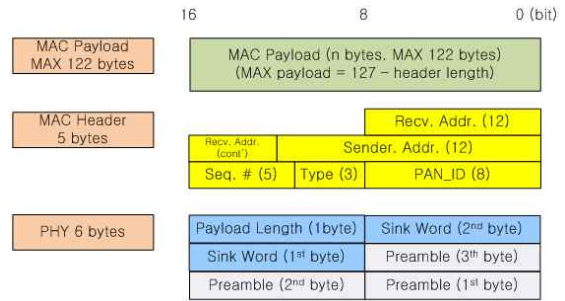 16 8 0 (bit)
MAC Payload
MAX 122 bytes)
MAC Payload (n bytes. MAX 122 bytes)
(MAX payload = 127 – header length)
MAC Header
5 bytes
Recv. Addr. (12)
Recv. Addr.
(cont')
Sender. Addr. (12)
Seq. # (5) Type (3) PAN_ID (8)
PHY 6 bytes
Payload Length (1byte) Sink Word (2nd byte)
Sink Word (1st byte) Preamble (3th byte)
Preamble (2nd byte) Preamble (1st byte)